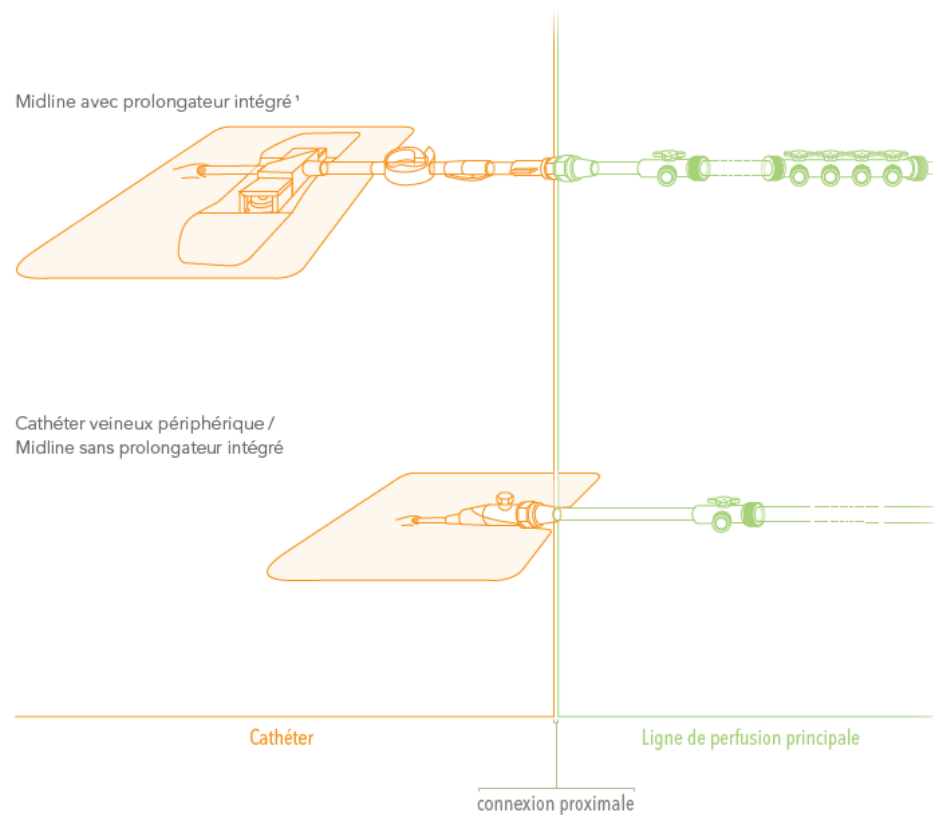 Midline avec prolongateur intégré ¹
Cathéter veineux périphérique /
Midline sans prolongateur intégré
Cathéter
Ligne de perfusion principale
connexion proximale